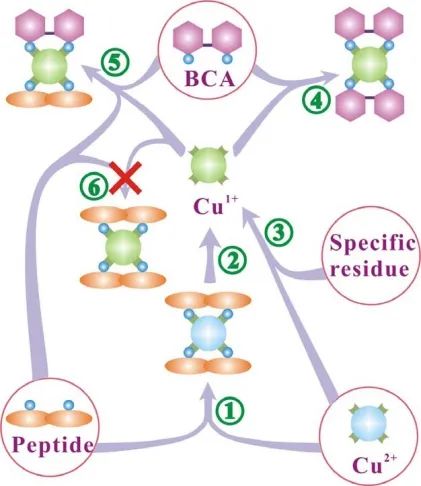 ⑤
BCA
④
⑥
Cu¹⁺
②
③
Specific
residue
①
Peptide
Cu²⁺